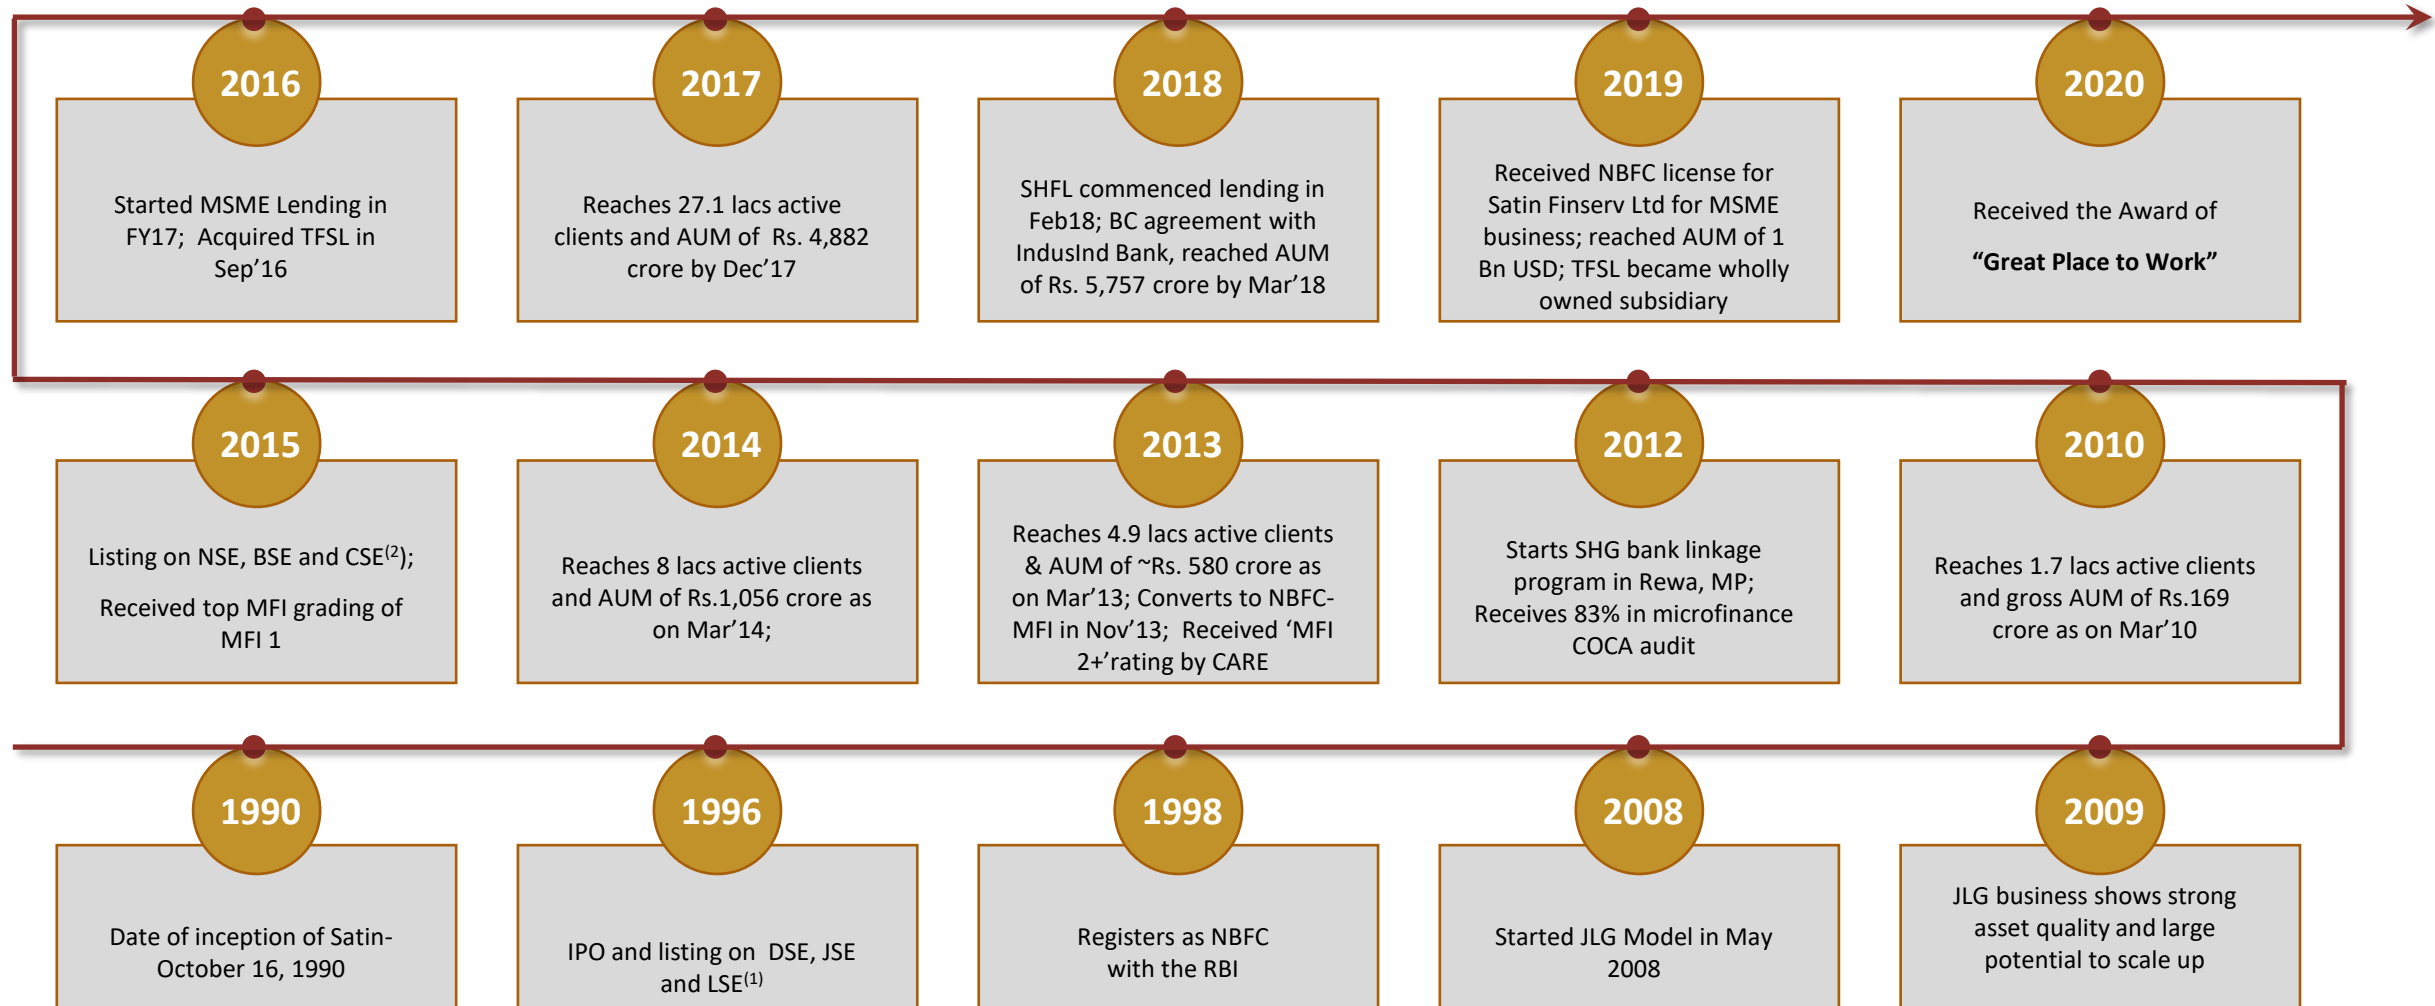 2016
Started MSME Lending in
FY17; Acquired TFSL in
Sep’16
2017
Reaches 27.1 lacs active
clients and AUM of Rs. 4,882
crore by Dec’17
2018
SHFL commenced lending in
Feb18; BC agreement with
IndusInd Bank, reached AUM
of Rs. 5,757 crore by Mar’18
2019
Received NBFC license for
Satin Finserv Ltd for MSME
business; reached AUM of 1
Bn USD; TFSL became wholly
owned subsidiary
2020
Received the Award of
“Great Place to Work”
2015
Listing on NSE, BSE and CSE(2);
Received top MFI grading of
MFI 1
2014
Reaches 8 lacs active clients
and AUM of Rs.1,056 crore as
on Mar’14;
2013
Reaches 4.9 lacs active clients
& AUM of ~Rs. 580 crore as
on Mar’13; Converts to NBFC-
MFI in Nov’13; Received ‘MFI
2+’rating by CARE
2012
Starts SHG bank linkage
program in Rewa, MP;
Receives 83% in microfinance
COCA audit
2010
Reaches 1.7 lacs active clients
and gross AUM of Rs.169
crore as on Mar’10
1990
Date of inception of Satin-
October 16, 1990
1996
IPO and listing on DSE, JSE
and LSE(1)
1998
Registers as NBFC
with the RBI
2008
Started JLG Model in May
2008
2009
JLG business shows strong
asset quality and large
potential to scale up